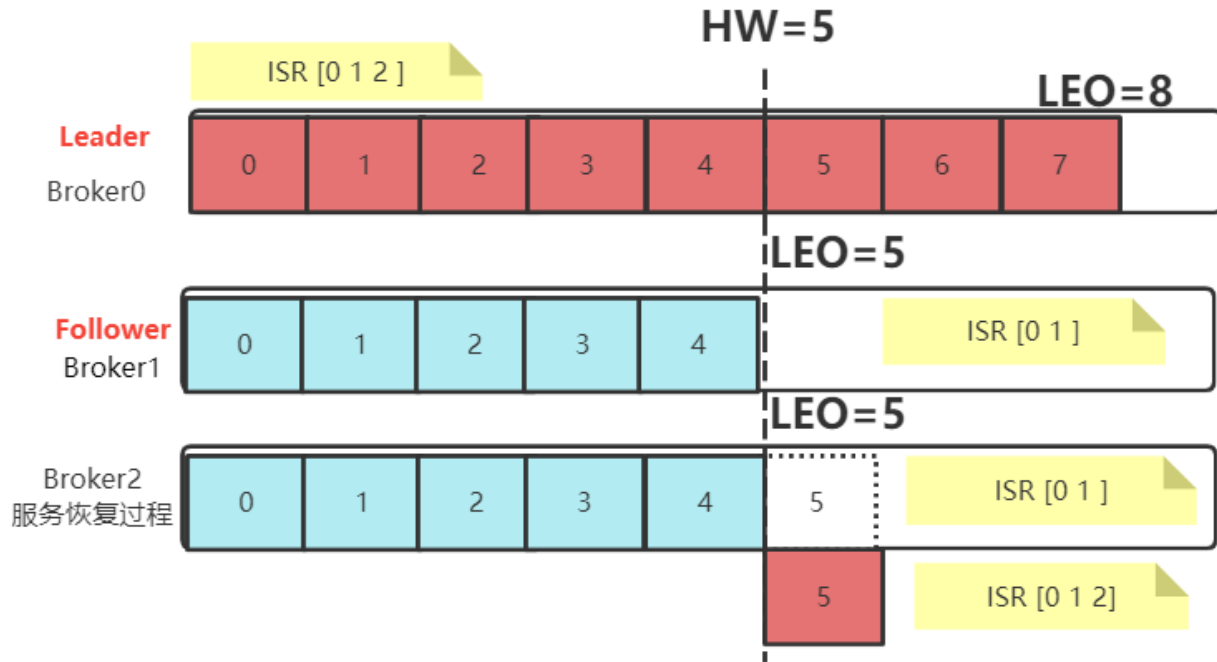 HW=5
ISR [0 1 2 ]
LEO=8
Leader
Broker0
0 1 2 3 4 5 6 7
LEO=5
Follower
Broker1
0 1 2 3 4
ISR [0 1 ]
LEO=5
Broker2
服务恢复过程
0 1 2 3 4 5
ISR [0 1 ]
5
ISR [0 1 2]